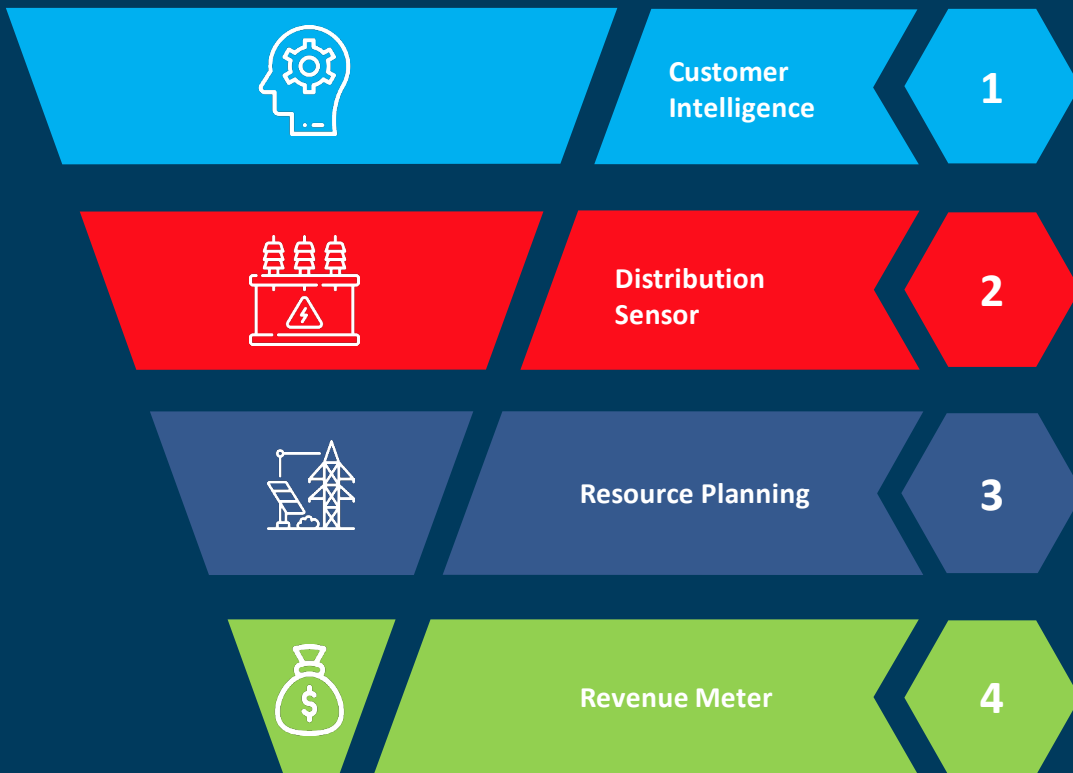 Customer
Intelligence
1
Distribution
Sensor
2
Resource Planning
3
$
Revenue Meter
4